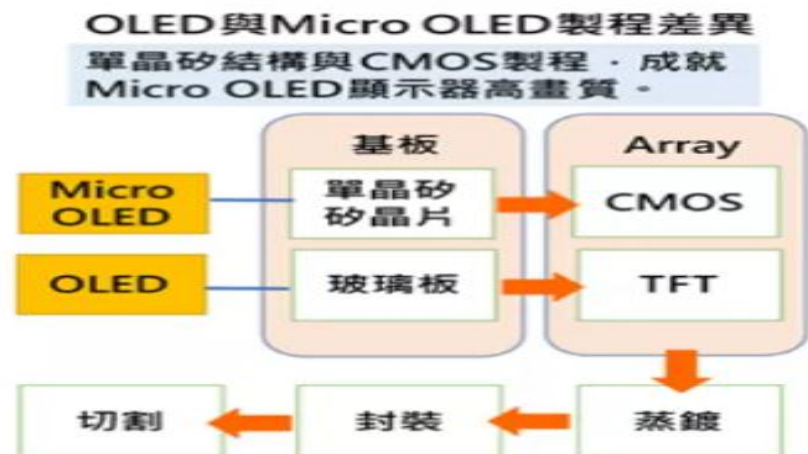 OLED與Micro OLED製程差異
單晶矽結構與CMOS製程．成就
Micro OLED顯示器高畫質。
基板
Array
Micro
OLED
單晶矽
矽晶片
CMOS
OLED
玻璃板
TFT
切割
封裝
蒸鍍